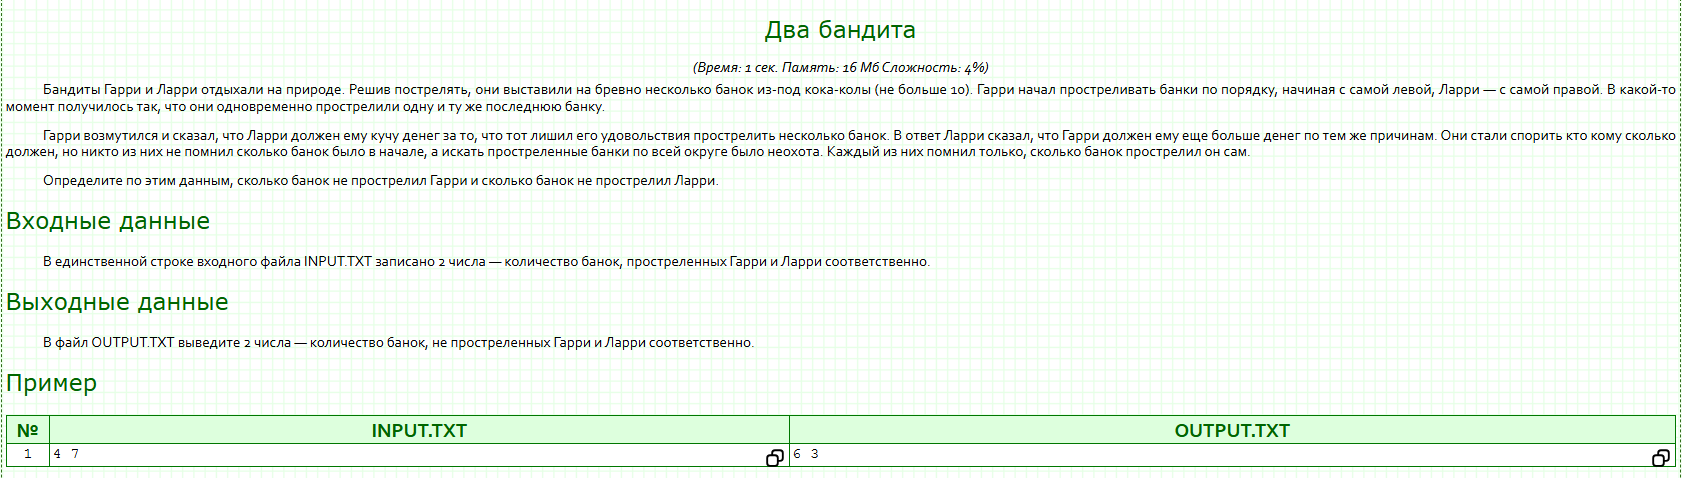 Два бандита
(Время: 1 сек. Память: 16 Мб Сложность: 4%)
Бандиты Гарри и Ларри отдыхали на природе. Решив пострелять, они выставили на бревно несколько банок из-под кока-колы (не больше 10). Гарри начал простреливать банки по порядку, начиная с самой левой, Ларри — с самой правой. В какой-то
момент получилось так, что они одновременно прострелили одну и ту же последнюю банку.
Гарри возмутился и сказал, что Ларри должен ему кучу денег за то, что тот лишил его удовольствия прострелить несколько банок. В ответ Ларри сказал, что Гарри должен ему еще больше денег по тем же причинам. Они стали спорить кто кому сколько
должен, но никто из них не помнил сколько банок было в начале, а искать простреленные банки по всей округе было неохота. Каждый из них помнил только, сколько банок прострелил он сам.
Определите по этим данным, сколько банок не прострелил Гарри и сколько банок не прострелил Ларри.
Входные данные
В единственной строке входного файла INPUT.TXT записано 2 числа — количество банок, простреленных Гарри и Ларри соответственно.
Выходные данные
В файл OUTPUT.TXT выведите 2 числа — количество банок, не простреленных Гарри и Ларри соответственно.
Пример
№ INPUT.TXT OUTPUT.TXT
1 4 7 6 3